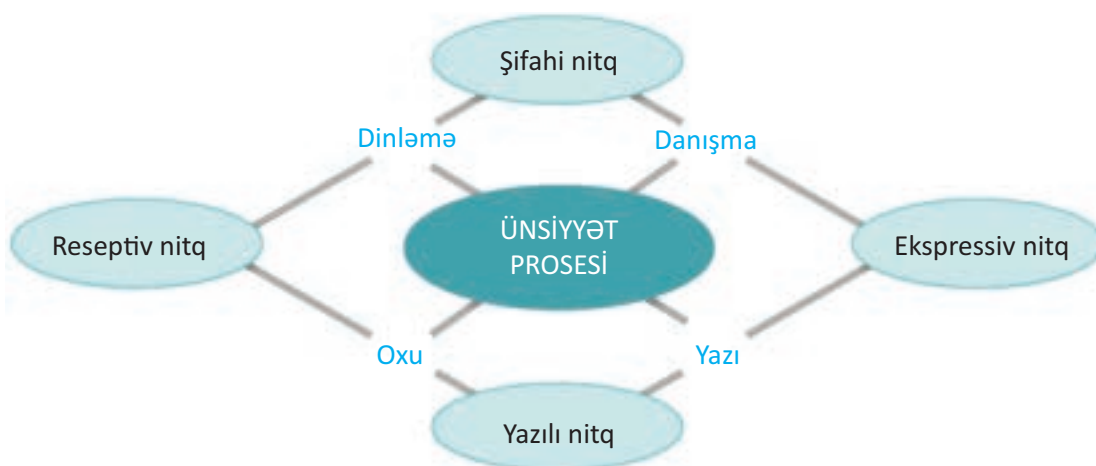 Şifahi nitq
Dinləmə
Danışma
Reseptiv nitq
ÜNSİYYƏT
PROSESİ
Ekspressiv nitq
Oxu
Yazı
Yazılı nitq